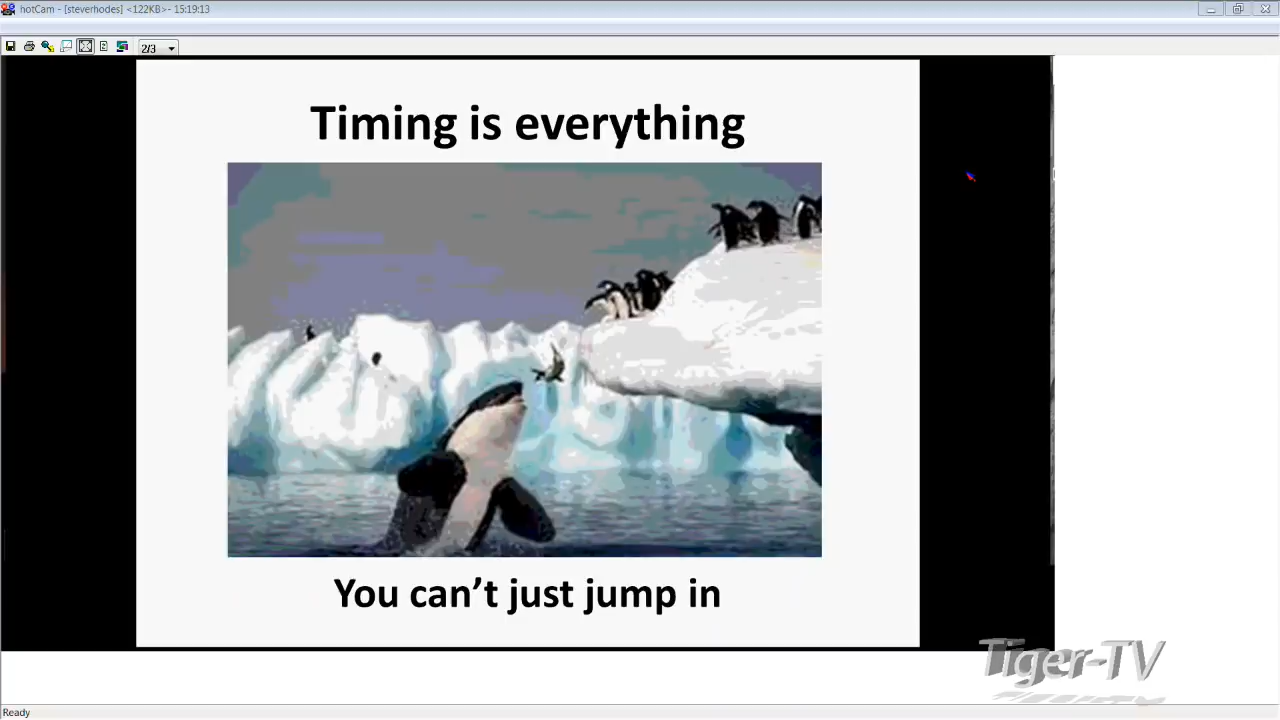 hotCam - [steverhodes] <122KB>- 15:19:13
2/3
Timing is everything
You can't just jump in
Tiger-TV
Ready